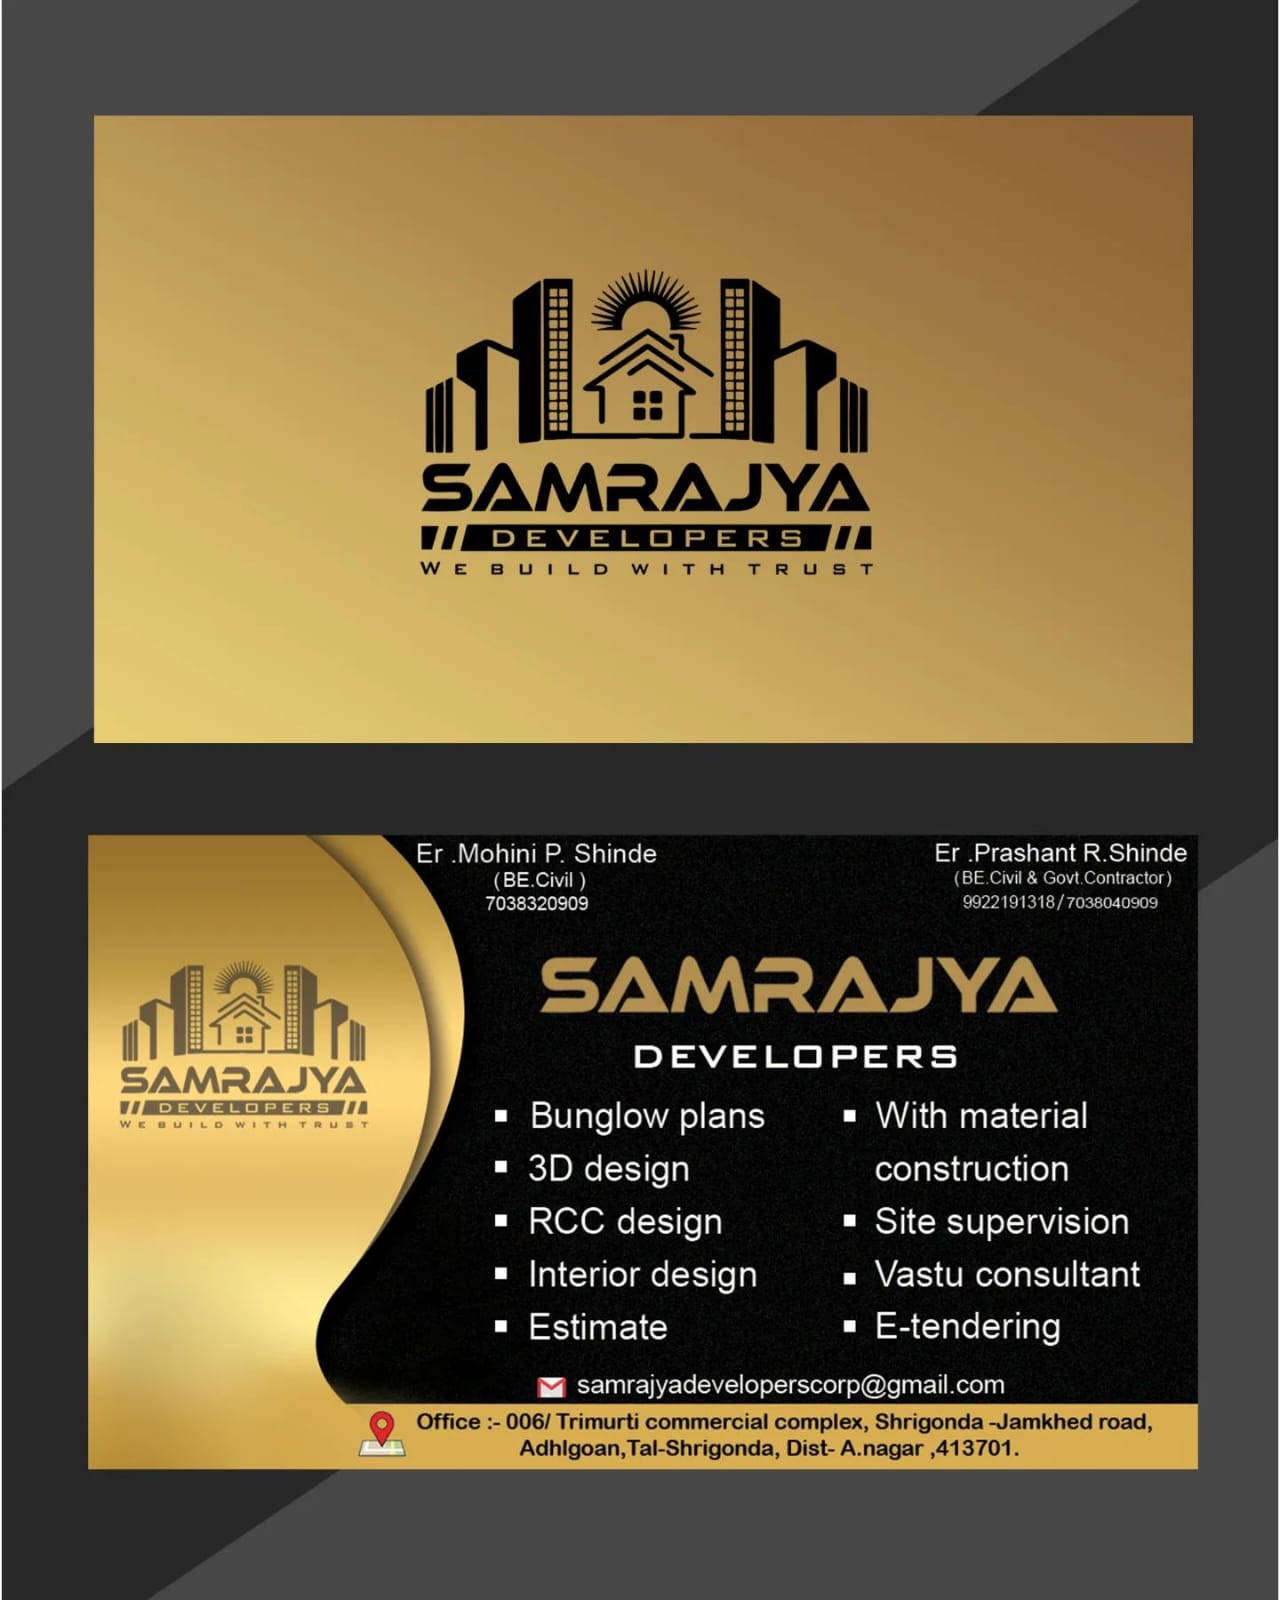 SAMRAJYA
DEVELOPERS
WE BUILD WITH TRUST
Er .Mohini P. Shinde
(BE.Civil )
7038320909
Er .Prashant R.Shinde
(BE.Civil & Govt.Contractor)
9922191318/7038040909
SAMRAJYA
DEVELOPERS
WE BUILD WITH TRUST
SAMRAJYA
DEVELOPERS
Bunglow plans
3D design
RCC design
Interior design
Estimate
With material
construction
Site supervision
Vastu consultant
E-tendering
samrajyadeveloperscorp@gmail.com
Office :- 006/ Trimurti commercial complex, Shrigonda -Jamkhed road,
Adhlgoan,Tal-Shrigonda, Dist- A.nagar ,413701.